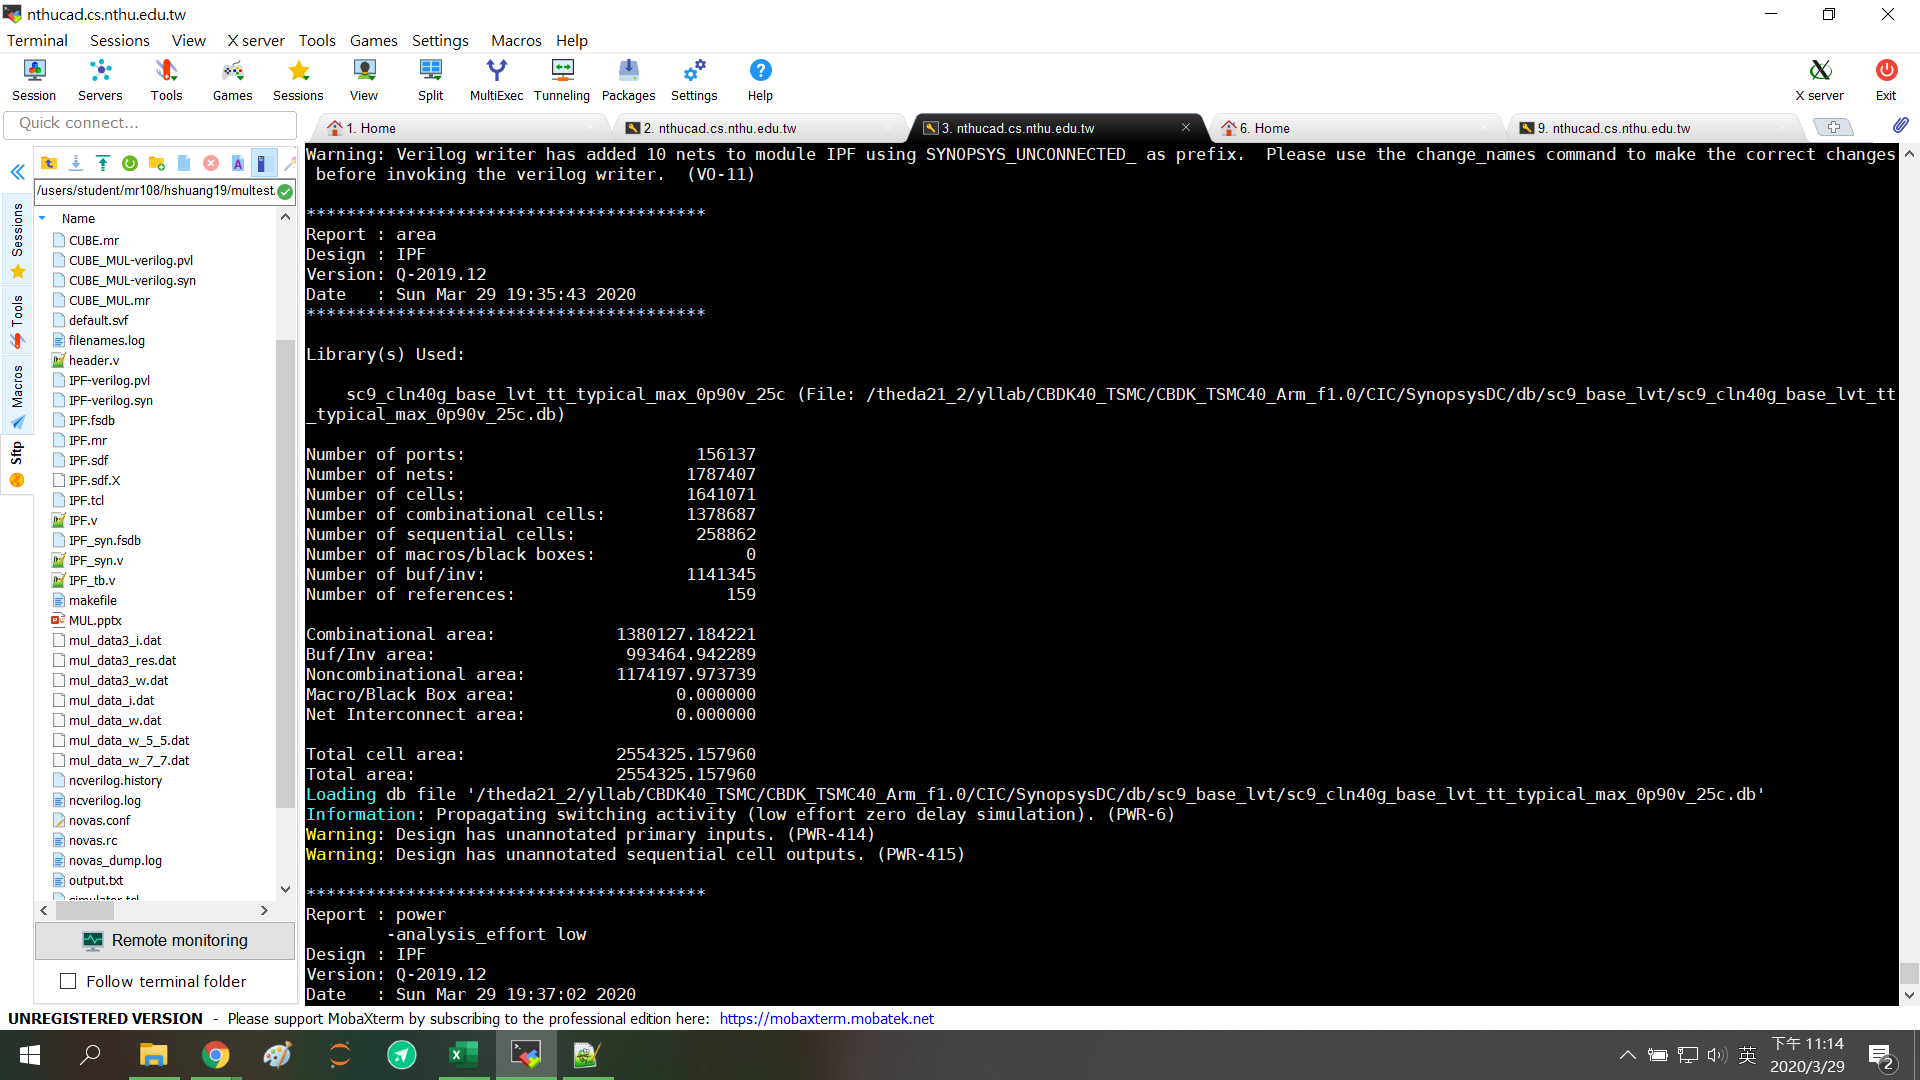 nthucad.cs.nthu.edu.tw
Terminal Sessions View X server Tools Games Settings Macros Help
Session Servers Tools Games Sessions View Split MultiExec Tunneling Packages Settings Help X server Exit
Quick connect...
1. Home
2. nthucad.cs.nthu.edu.tw
3. nthucad.cs.nthu.edu.tw
6. Home
9. nthucad.cs.nthu.edu.tw
/users/student/mr108/hshuang19/multest
Sessions
Tools
Macros
Sftp
Name
CUBE.mr
CUBE_MUL-verilog.pvl
CUBE_MUL-verilog.syn
CUBE_MUL.mr
default.svf
filenames.log
header.v
IPF-verilog.pvl
IPF-verilog.syn
IPF.fsdb
IPF.mr
IPF.sdf
IPF.sdf.X
IPF.tcl
IPF.v
IPF_syn.fsdb
IPF_syn.v
IPF_tb.v
makefile
MUL.pptx
mul_data3_i.dat
mul_data3_res.dat
mul_data3_w.dat
mul_data_i.dat
mul_data_w.dat
mul_data_w_5_5.dat
mul_data_w_7_7.dat
ncverilog.history
ncverilog.log
novas.conf
novas.rc
novas_dump.log
output.txt
simulator.tcl
Remote monitoring
Follow terminal folder
Warning: Verilog writer has added 10 nets to module IPF using SYNOPSYS_UNCONNECTED_ as prefix.  Please use the change_names command to make the correct changes
before invoking the verilog writer.  (VO-11)
****************************************
Report : area
Design : IPF
Version: Q-2019.12
Date   : Sun Mar 29 19:35:43 2020
****************************************
Library(s) Used:
sc9_cln40g_base_lvt_tt_typical_max_0p90v_25c (File: /theda21_2/yllab/CBDK40_TSMC/CBDK_TSMC40_Arm_f1.0/CIC/SynopsysDC/db/sc9_base_lvt/sc9_cln40g_base_lvt_tt
_typical_max_0p90v_25c.db)
Number of ports: 156137
Number of nets: 1787407
Number of cells: 1641071
Number of combinational cells: 1378687
Number of sequential cells: 258862
Number of macros/black boxes: 0
Number of buf/inv: 1141345
Number of references: 159
Combinational area: 1380127.184221
Buf/Inv area: 993464.942289
Noncombinational area: 1174197.973739
Macro/Black Box area: 0.000000
Net Interconnect area: 0.000000
Total cell area: 2554325.157960
Total area: 2554325.157960
Loading db file '/theda21_2/yllab/CBDK40_TSMC/CBDK_TSMC40_Arm_f1.0/CIC/SynopsysDC/db/sc9_base_lvt/sc9_cln40g_base_lvt_tt_typical_max_0p90v_25c.db'
Information: Propagating switching activity (low effort zero delay simulation). (PWR-6)
Warning: Design has unannotated primary inputs. (PWR-414)
Warning: Design has unannotated sequential cell outputs. (PWR-415)
****************************************
Report : power
-analysis_effort low
Design : IPF
Version: Q-2019.12
Date   : Sun Mar 29 19:37:02 2020
UNREGISTERED VERSION - Please support MobaXterm by subscribing to the professional edition here: https://mobaxterm.mobatek.net
英
下午 11:14
2020/3/29
2